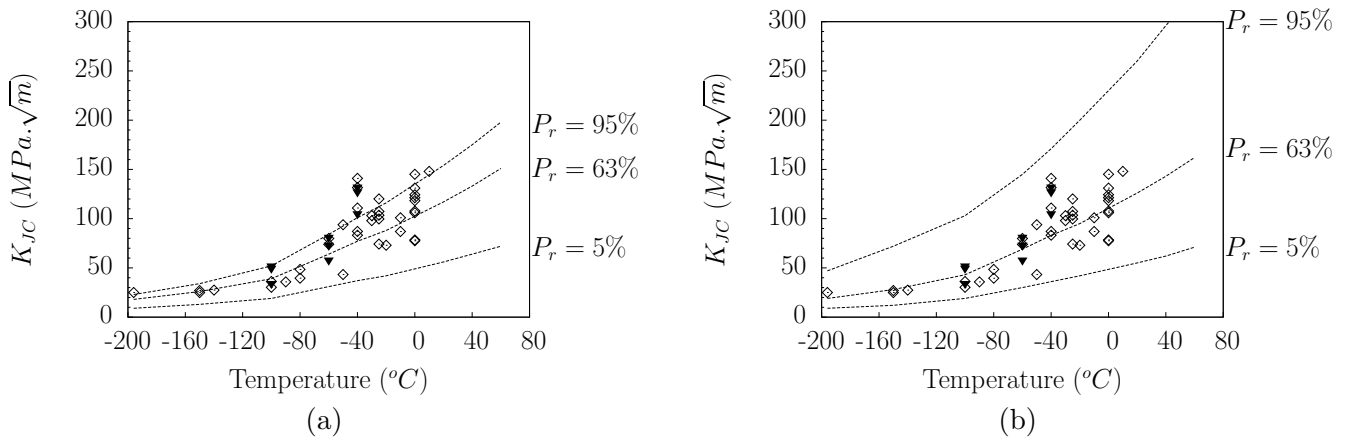 300
250
200
150
100
50
0
K_JC (MPa.√m)
-200 -160 -120 -80 -40 0 40 80
Temperature (°C)
P_r = 95%
P_r = 63%
P_r = 5%
(a)
300
250
200
150
100
50
0
K_JC (MPa.√m)
-200 -160 -120 -80 -40 0 40 80
Temperature (°C)
P_r = 95%
P_r = 63%
P_r = 5%
(b)